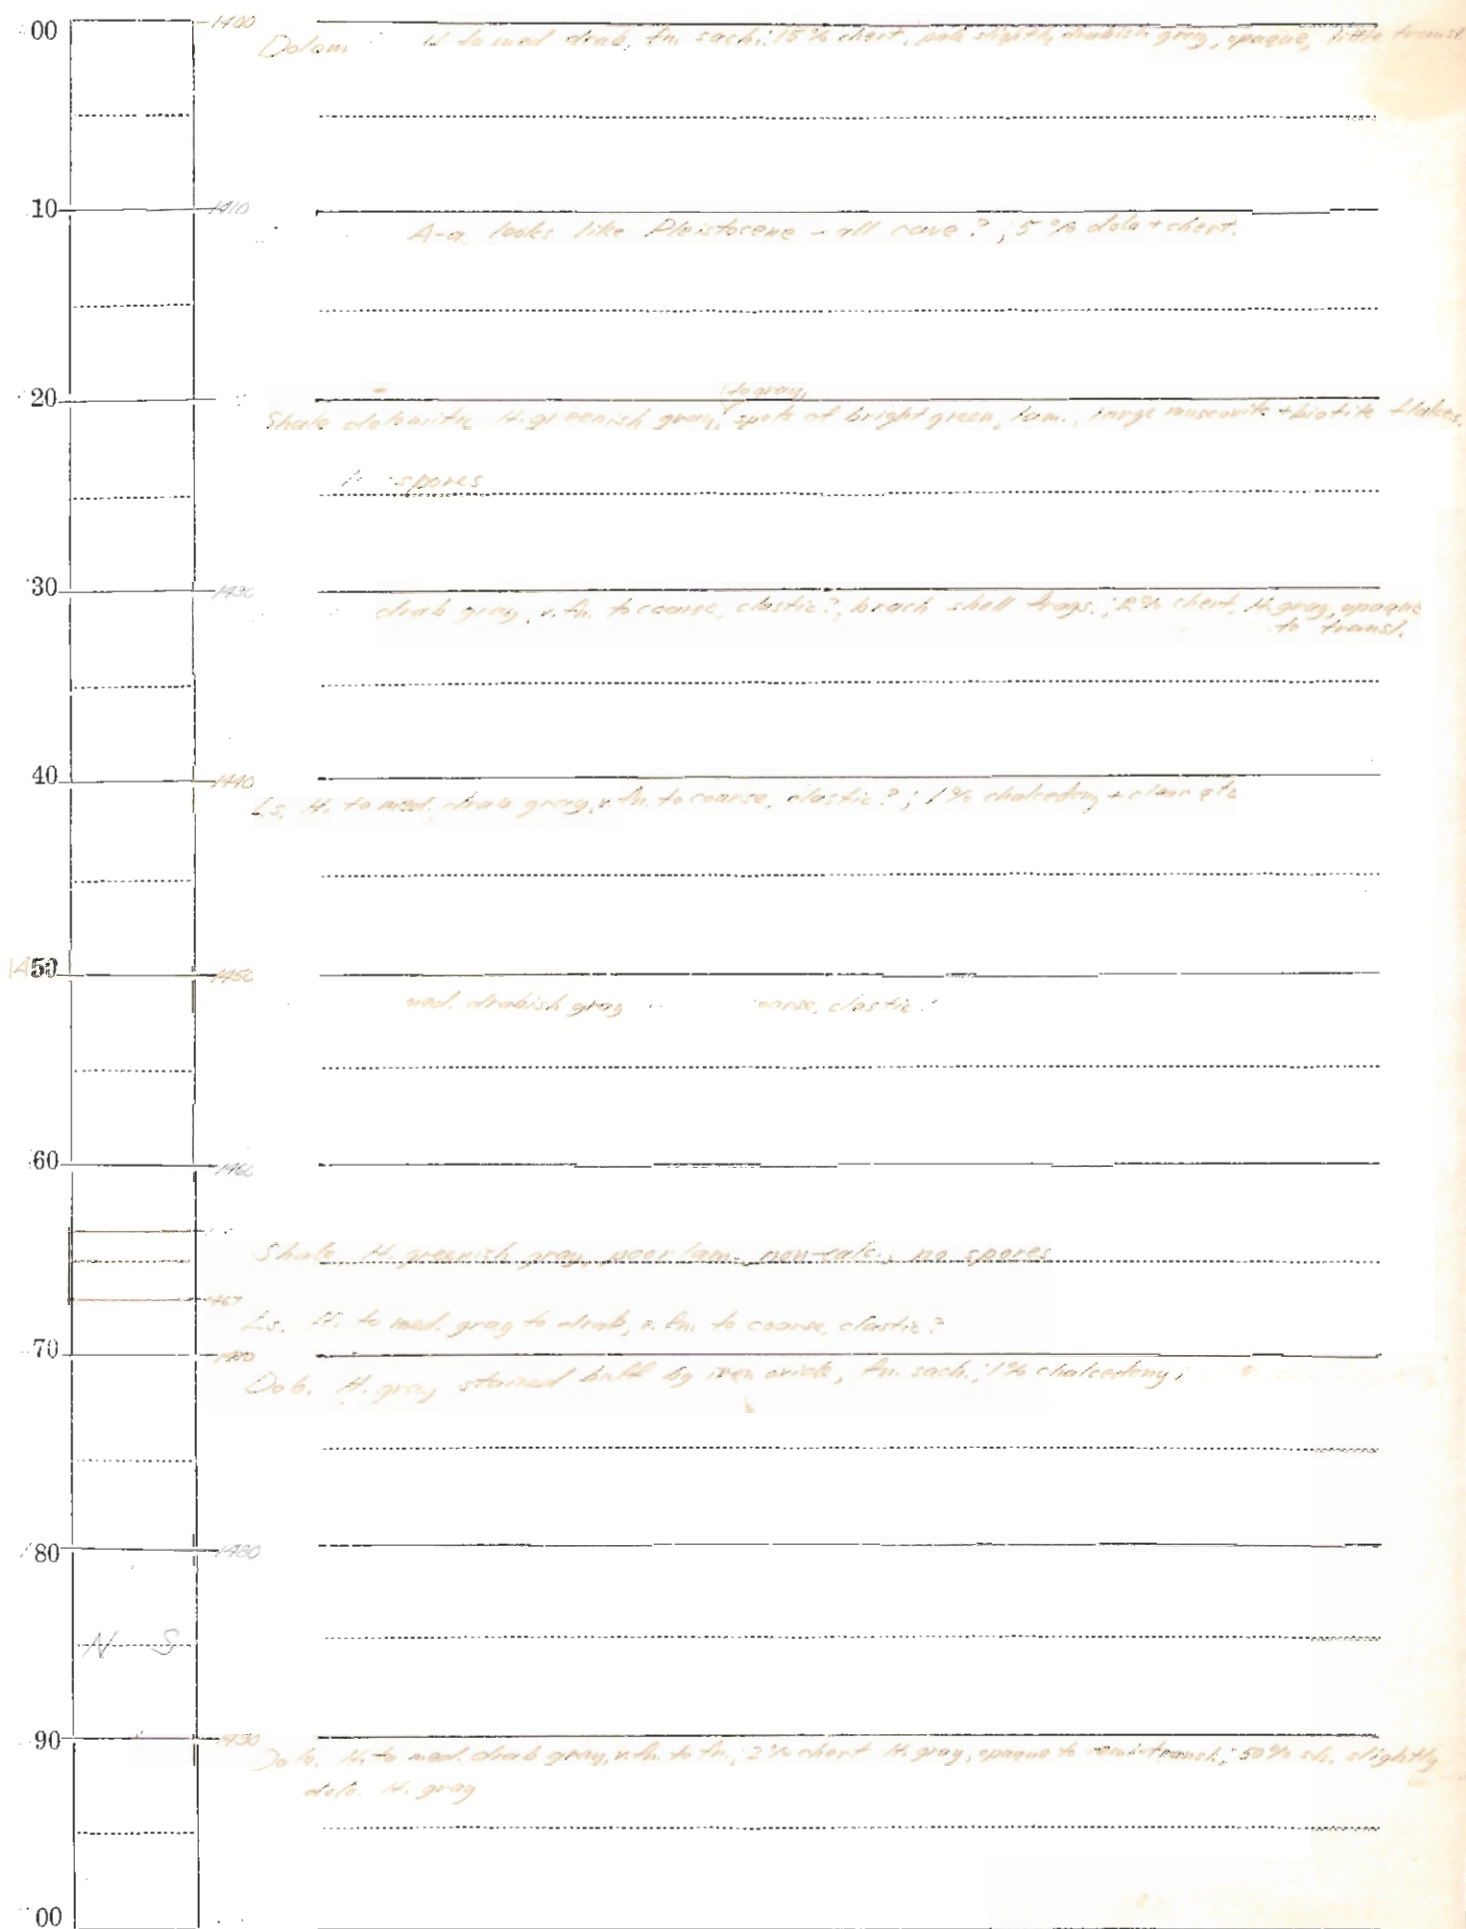 00 1400
Dolom lt to med drab, fn. sach.; 15% chert, pale slightly drabish gray, opaque, little transl.
10 1410
A-a. looks like Pleistocene - all cave?; 5% dolo + chert.
(to gray)
20
Shale dolomitic lt. greenish gray, spots of bright green, lam., large muscovite + biotite flakes.
spores
30 1430
drab gray, v. fn. to coarse, clastic?, brach shell frags.; 2% chert, lt. gray, opaque
to transl.
40 1440
Ls. lt. to med. drab gray, v. fn. to coarse, clastic?; 1% chalcedony + clear qtz
1450 1450
med. drabish gray coarse, clastic?
60 1460
Shale, lt. greenish gray, poor lam., non-calc., no spores
1467
Ls. lt. to med. gray to drab, v. fn. to coarse, clastic?
70 1470
Dolo. lt. gray stained buff by iron oxide, fn. sach.; 1% chalcedony;
80 1480
N S
90 1490
Dolo. lt. to med. drab gray, v. fn. to fn.; 2% chert lt. gray, opaque to semi-transl.; 50% sh. slightly
dolo. lt. gray
00